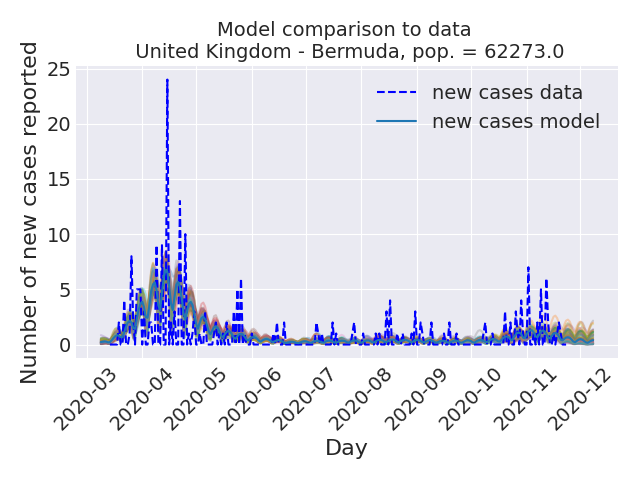 Model comparison to data
United Kingdom - Bermuda, pop. = 62273.0
Number of new cases reported
25
20
15
10
5
0
new cases data
new cases model
2020-03
2020-04
2020-05
2020-06
2020-07
2020-08
2020-09
2020-10
2020-11
2020-12
Day